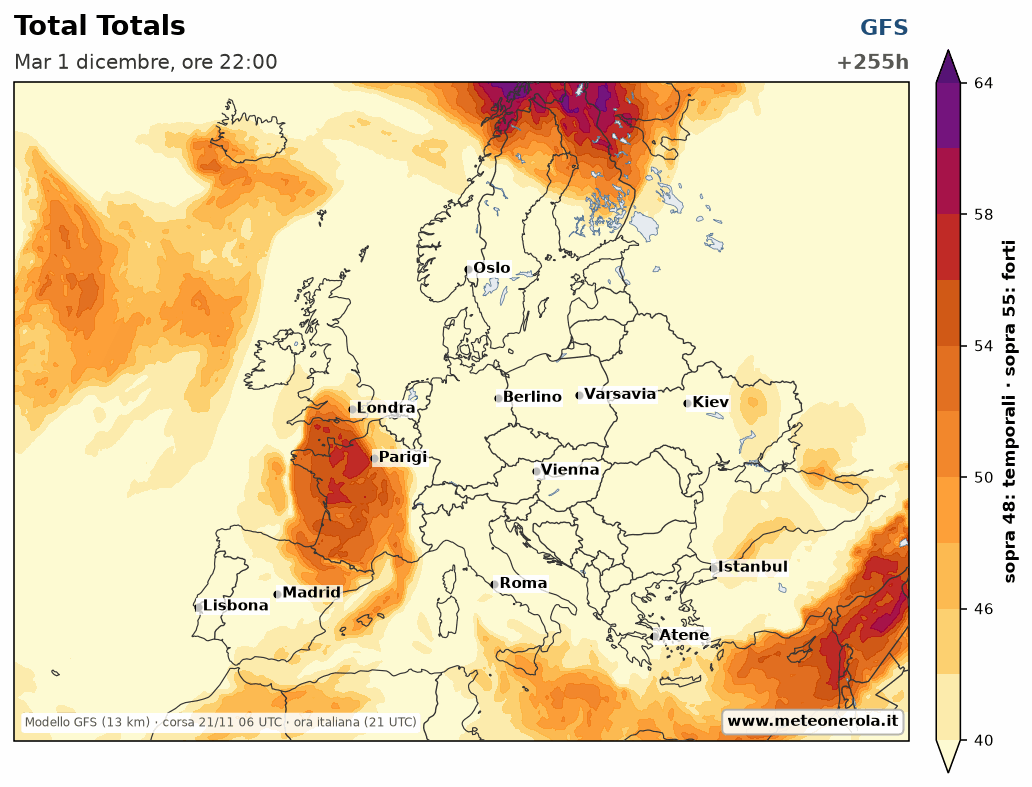 Total Totals
GFS
Mar 1 dicembre, ore 22:00
+255h
64
58
54
50
46
40
sopra 48: temporali · sopra 55: forti
Oslo
Londra
Berlino
Varsavia
Kiev
Parigi
Vienna
Istanbul
Roma
Madrid
Lisbona
Atene
Modello GFS (13 km) · corsa 21/11 06 UTC · ora italiana (21 UTC)
www.meteonerola.it